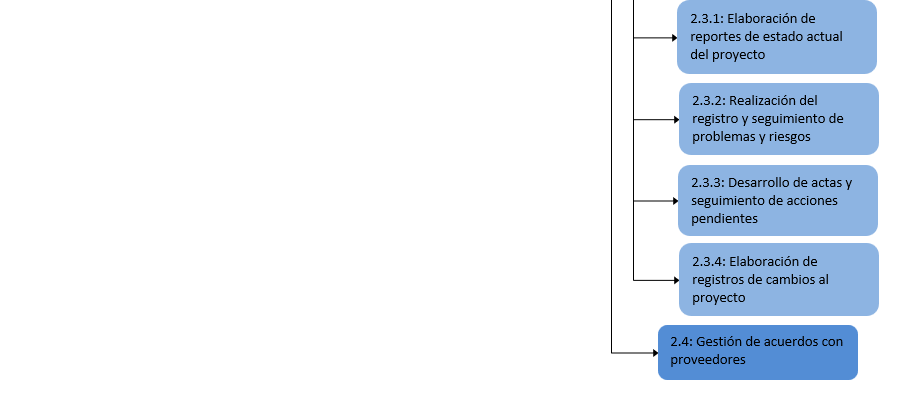 2.3.1: Elaboración de
reportes de estado actual
del proyecto
2.3.2: Realización del
registro y seguimiento de
problemas y riesgos
2.3.3: Desarrollo de actas y
seguimiento de acciones
pendientes
2.3.4: Elaboración de
registros de cambios al
proyecto
2.4: Gestión de acuerdos con
proveedores